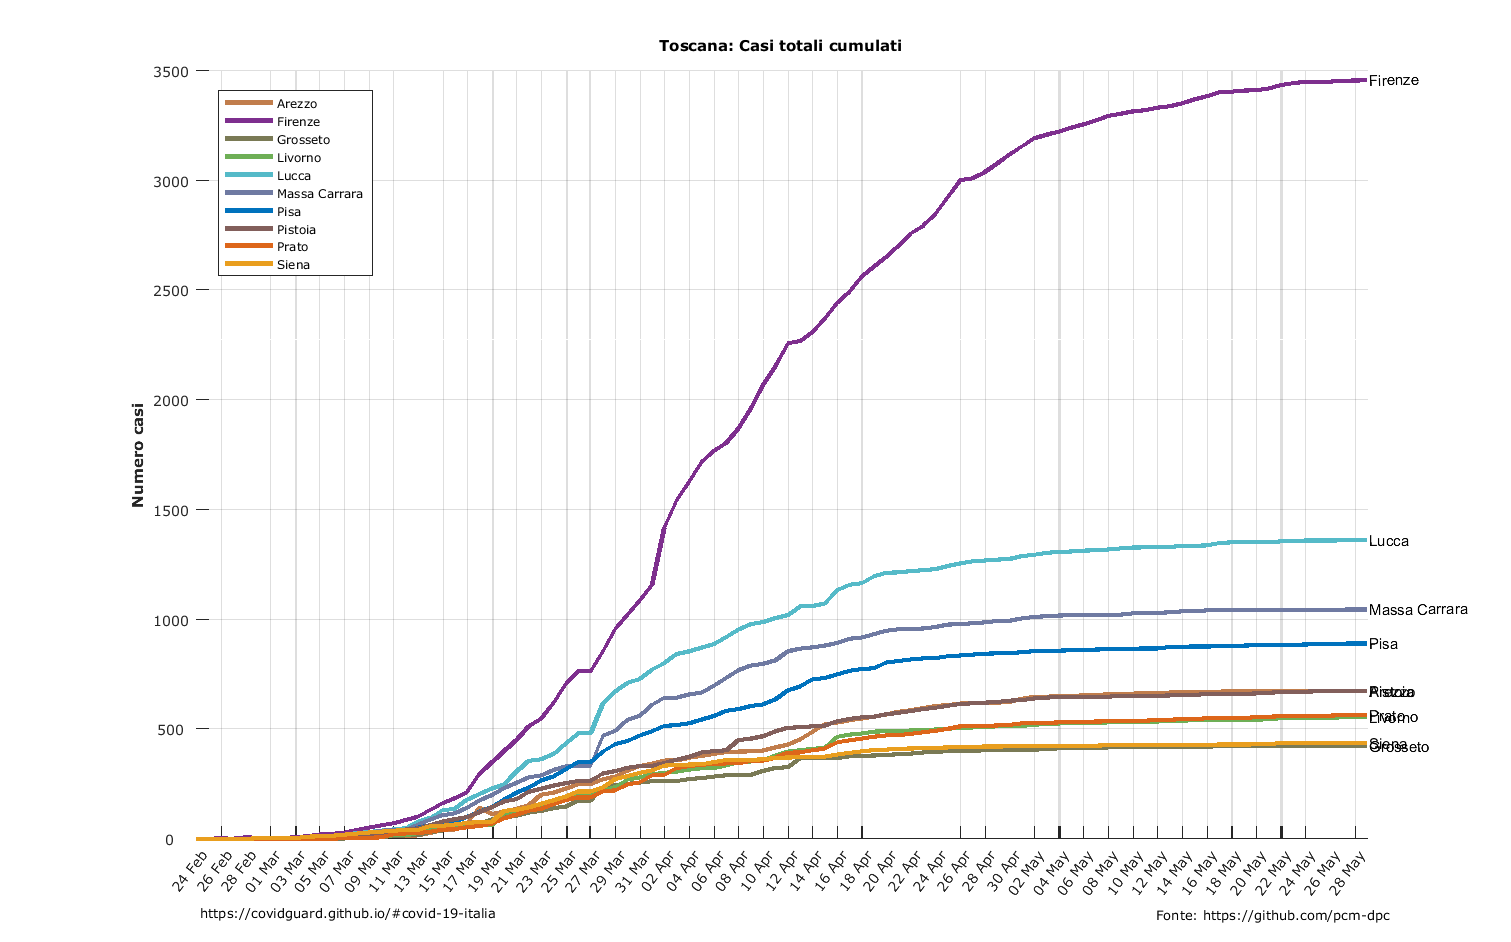 Toscana: Casi totali cumulati
Numero casi
3500
3000
2500
2000
1500
1000
500
0
Arezzo
Firenze
Grosseto
Livorno
Lucca
Massa Carrara
Pisa
Pistoia
Prato
Siena
Firenze
Lucca
Massa Carrara
Pisa
Pistoia
Arezzo
Prato
Livorno
Siena
Grosseto
24 Feb
26 Feb
28 Feb
01 Mar
03 Mar
05 Mar
07 Mar
09 Mar
11 Mar
13 Mar
15 Mar
17 Mar
19 Mar
21 Mar
23 Mar
25 Mar
27 Mar
29 Mar
31 Mar
02 Apr
04 Apr
06 Apr
08 Apr
10 Apr
12 Apr
14 Apr
16 Apr
18 Apr
20 Apr
22 Apr
24 Apr
26 Apr
28 Apr
30 Apr
02 May
04 May
06 May
08 May
10 May
12 May
14 May
16 May
18 May
20 May
22 May
24 May
26 May
28 May
https://covidguard.github.io/#covid-19-italia
Fonte: https://github.com/pcm-dpc